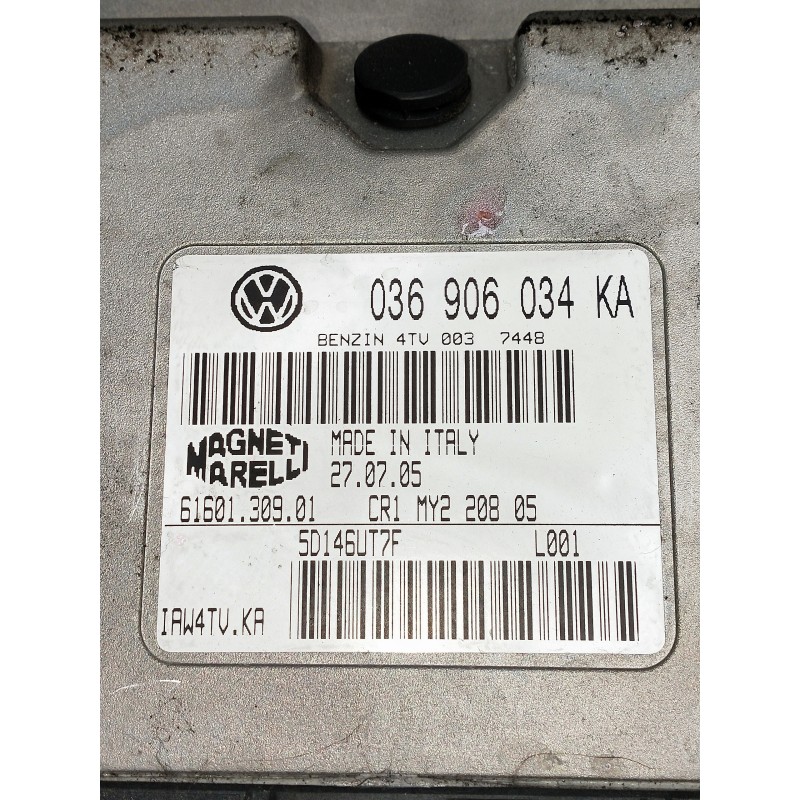 036 906 034 KA
BENZIN 4TV 003 7448
MAGNETI MARELLI
MADE IN ITALY
27.07.05
61601.309.01 CR1 MY2 208 05
5D146UT7F L001
IAW4TV.KA